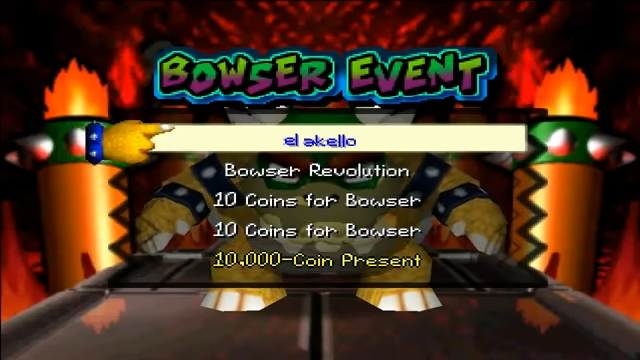 BOWSER EVENT
el akello
Bowser Revolution
10 Coins for Bowser
10 Coins for Bowser
10,000-Coin Present